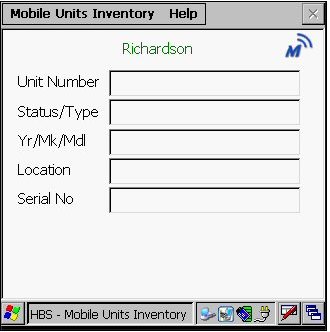 Mobile Units Inventory Help
Richardson
M
Unit Number
Status/Type
Yr/Mk/Mdl
Location
Serial No
HBS - Mobile Units Inventory